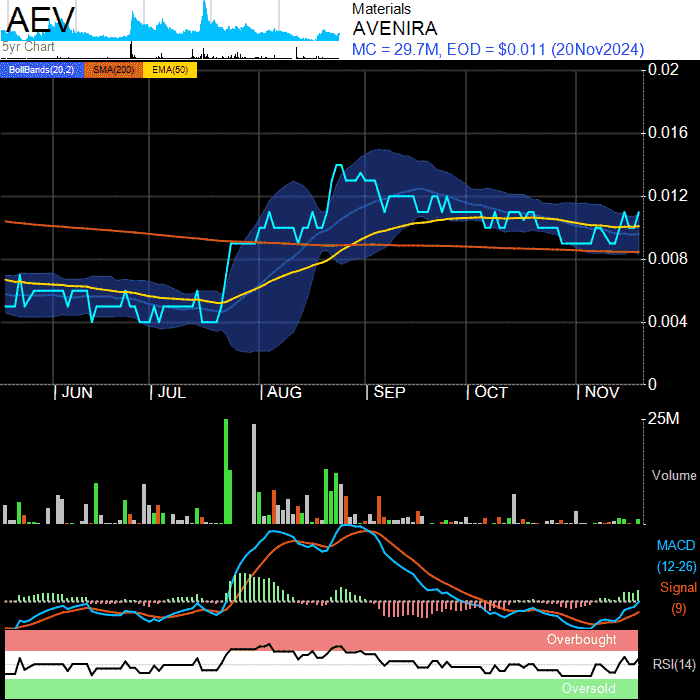 AEV
5yr Chart
Materials
AVENIRA
MC = 29.7M, EOD = $0.011 (20Nov2024)
BollBands(20,2) SMA(200) EMA(50)
0.02
0.016
0.012
0.008
0.004
0
JUN JUL AUG SEP OCT NOV
25M
Volume
MACD
(12-26)
Signal
(9)
Overbought
RSI(14)
Oversold